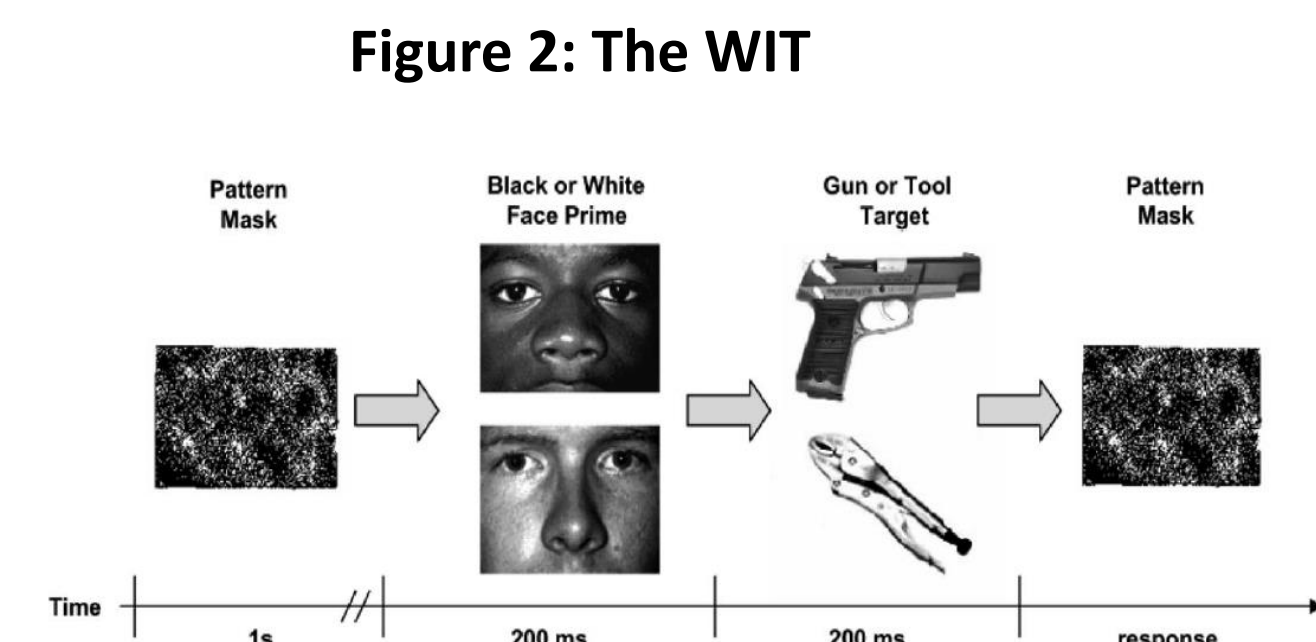 Figure 2: The WIT
Pattern
Mask
Black or White
Face Prime
Gun or Tool
Target
Pattern
Mask
Time
1s
200 ms
200 ms
response